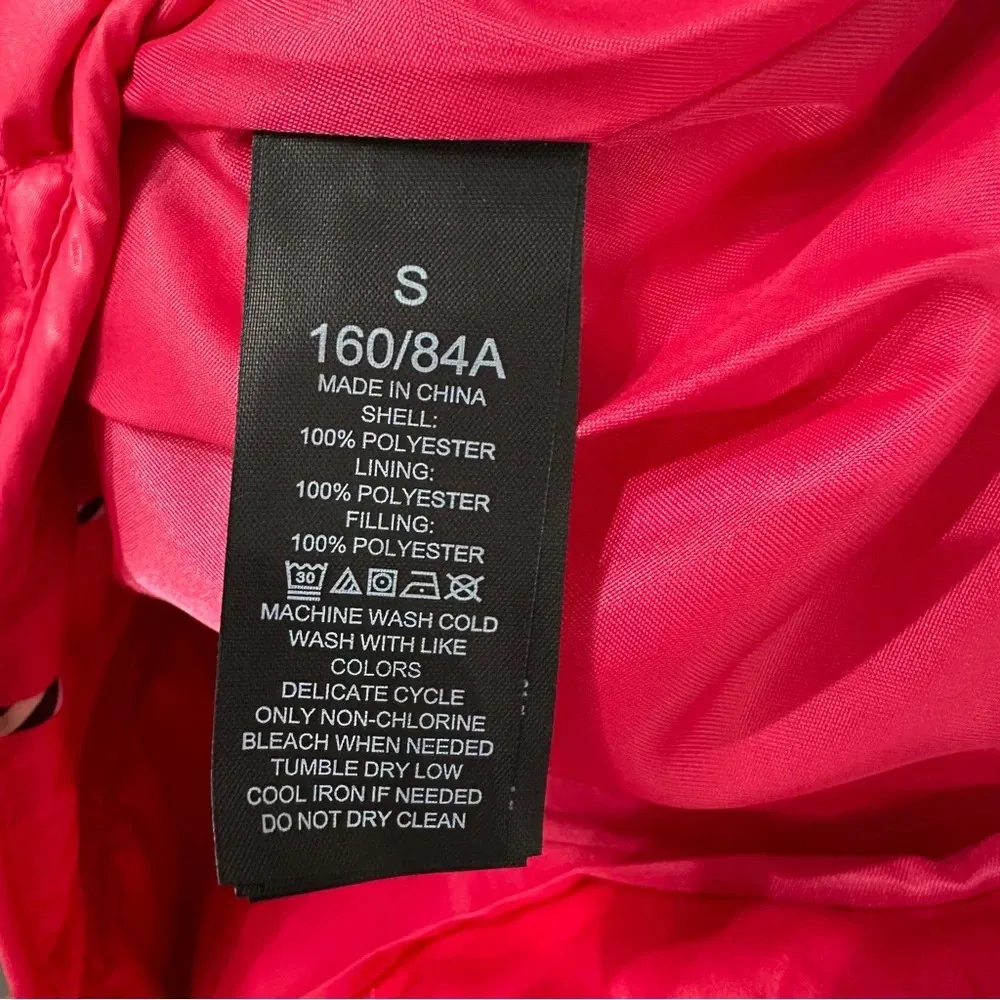 S
160/84A
MADE IN CHINA
SHELL:
100% POLYESTER
LINING:
100% POLYESTER
FILLING:
100% POLYESTER
30
MACHINE WASH COLD
WASH WITH LIKE
COLORS
DELICATE CYCLE
ONLY NON-CHLORINE
BLEACH WHEN NEEDED
TUMBLE DRY LOW
COOL IRON IF NEEDED
DO NOT DRY CLEAN